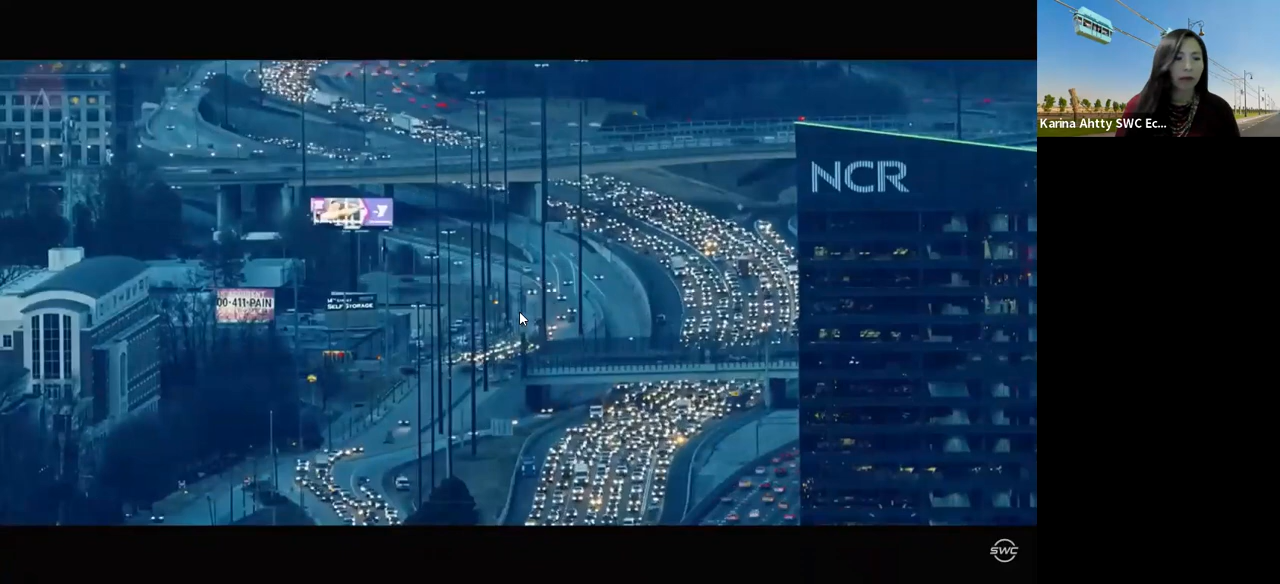 NCR
Karina Ahtty SWC Ec...
00-411-PAIN
SELF STORAGE
SWC